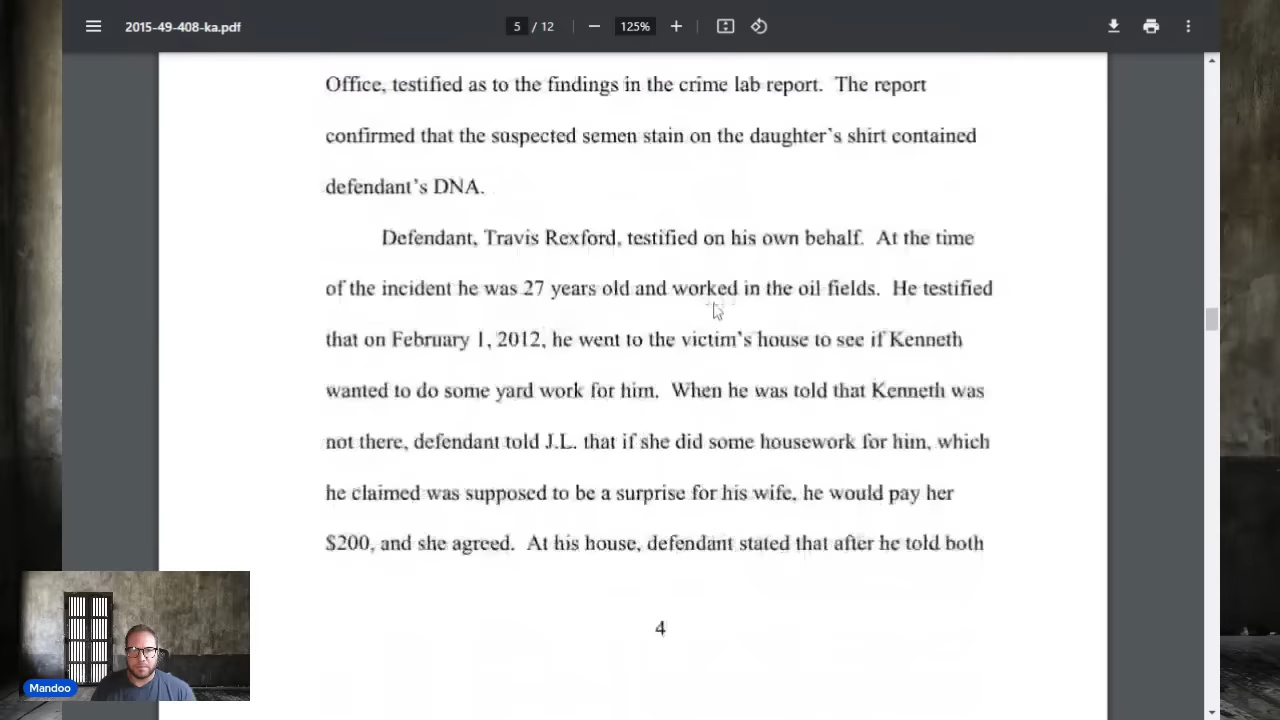 2015-49-408-ka.pdf
5 / 12
125%
Office, testified as to the findings in the crime lab report. The report
confirmed that the suspected semen stain on the daughter's shirt contained
defendant's DNA.
Defendant, Travis Rexford, testified on his own behalf. At the time
of the incident he was 27 years old and worked in the oil fields. He testified
that on February 1, 2012, he went to the victim's house to see if Kenneth
wanted to do some yard work for him. When he was told that Kenneth was
not there, defendant told J.L. that if she did some housework for him, which
he claimed was supposed to be a surprise for his wife, he would pay her
$200, and she agreed. At his house, defendant stated that after he told both
4
Mandoo